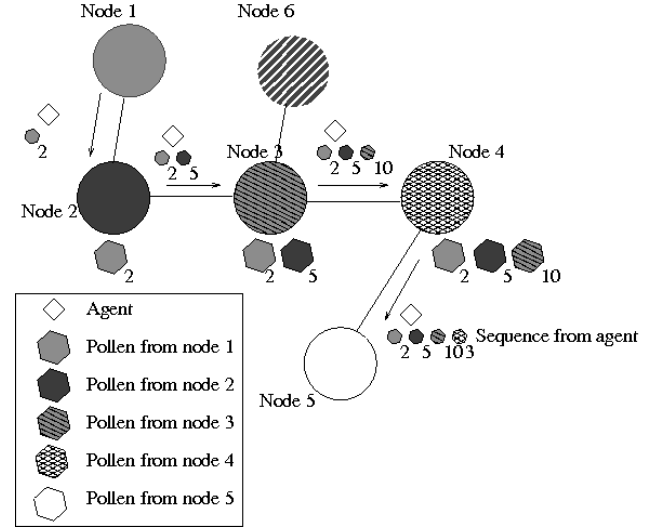 Node 1
Node 6
2
2 5
Node 3
2 5 10
Node 4
Node 2
2
2 5
2 5 10
2 5 10 3
Sequence from agent
Node 5
Agent
Pollen from node 1
Pollen from node 2
Pollen from node 3
Pollen from node 4
Pollen from node 5